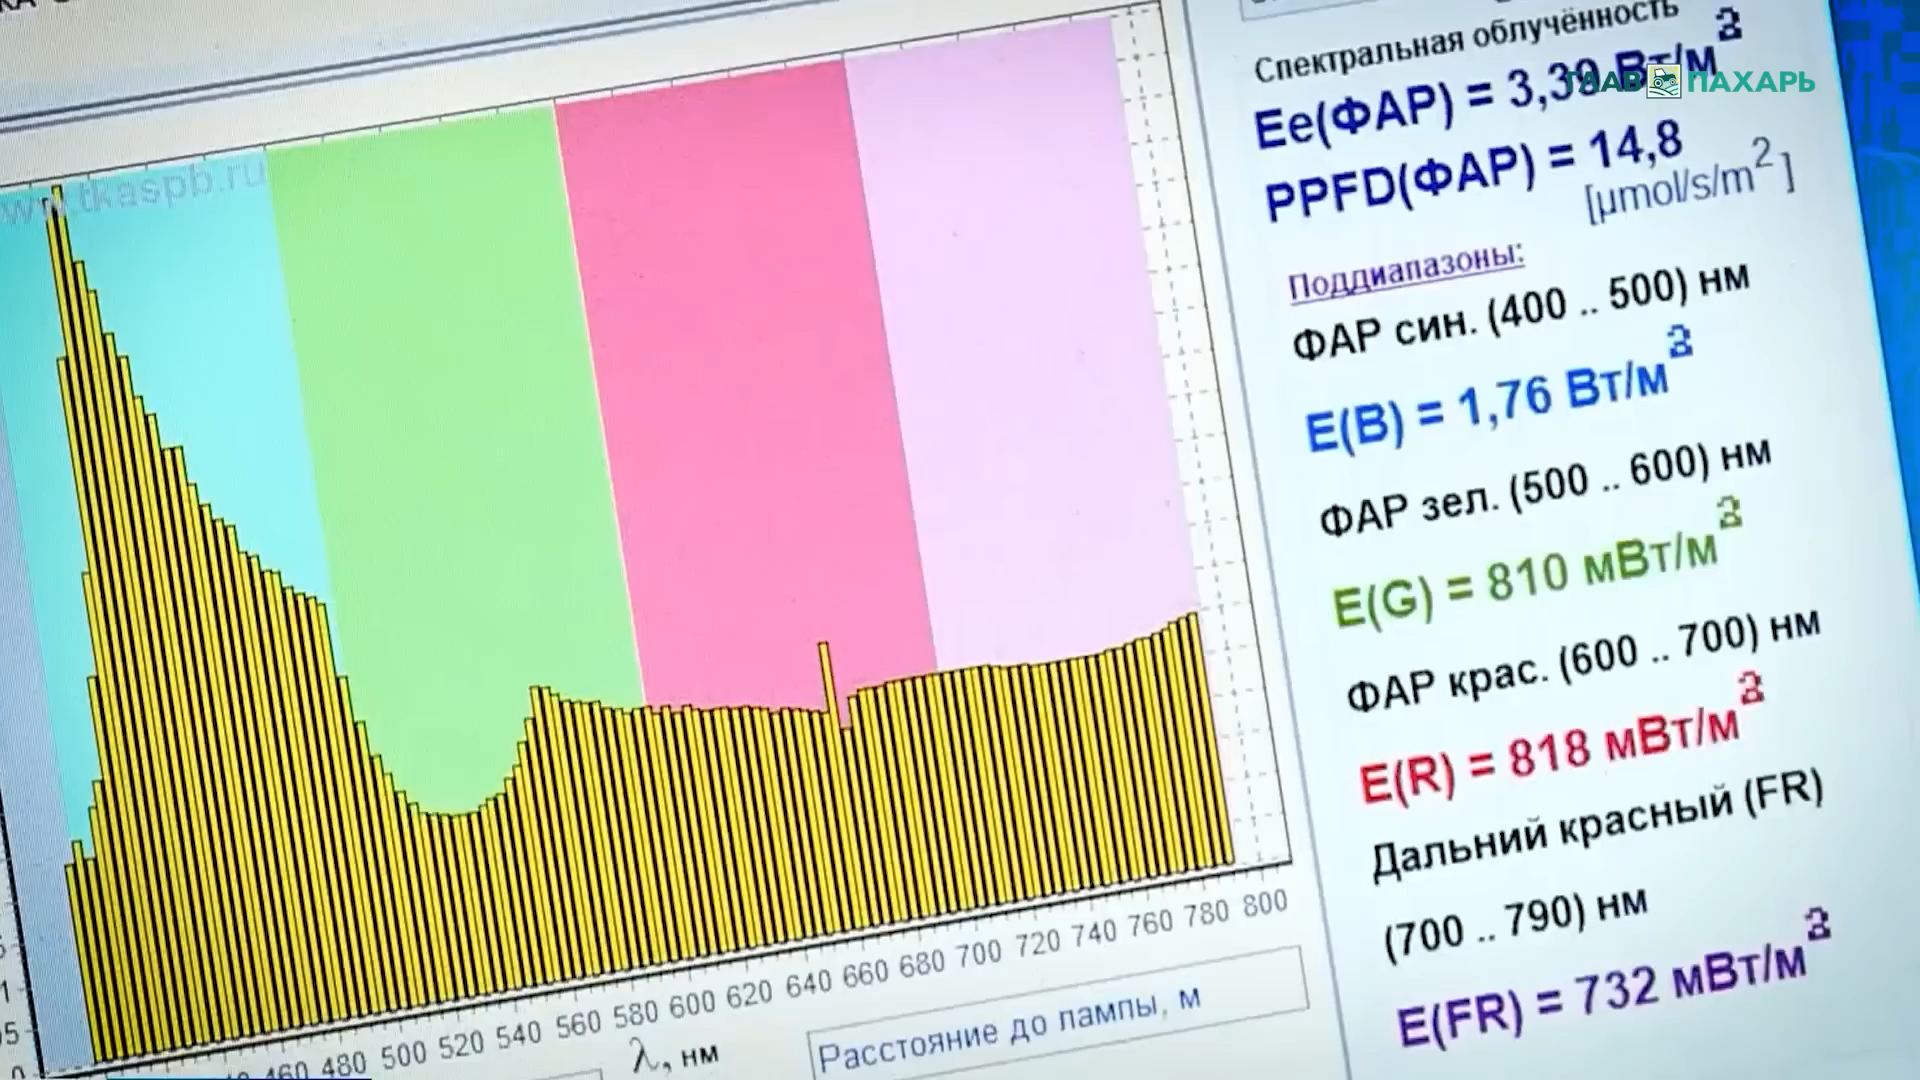 www.tkaspb.ru
Спектральная облучённость
Ee(ФАР) = 3,39 Вт/м²
ГЛАВ ПАХАРЬ
PPFD(ФАР) = 14,8
[µmol/s/m²]
Поддиапазоны:
ФАР син. (400 .. 500) нм
E(B) = 1,76 Вт/м²
ФАР зел. (500 .. 600) нм
E(G) = 810 мВт/м²
ФАР крас. (600 .. 700) нм
E(R) = 818 мВт/м²
Дальний красный (FR)
(700 .. 790) нм
E(FR) = 732 мВт/м²
0
460 480 500 520 540 560 580 600 620 640 660 680 700 720 740 760 780 800
λ, нм
Расстояние до лампы, м